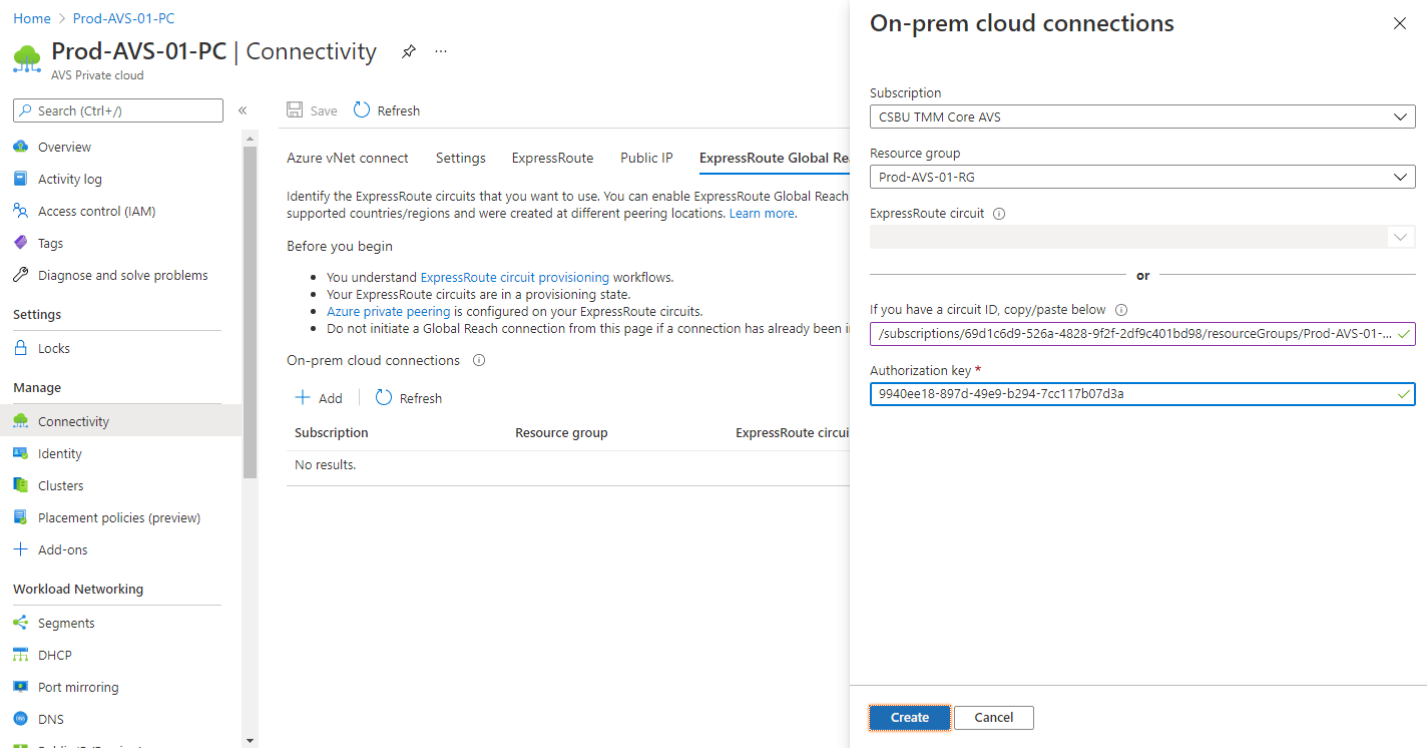 Home > Prod-AVS-01-PC
Prod-AVS-01-PC | Connectivity ...
AVS Private cloud
Search (Ctrl+/) «
Overview
Activity log
Access control (IAM)
Tags
Diagnose and solve problems
Settings
Locks
Manage
Connectivity
Identity
Clusters
Placement policies (preview)
Add-ons
Workload Networking
Segments
DHCP
Port mirroring
DNS
Save Refresh
Azure vNet connect Settings ExpressRoute Public IP ExpressRoute Global
Identify the ExpressRoute circuits that you want to use. You can enable ExpressRoute Global Reach
supported countries/regions and were created at different peering locations. Learn more.
Before you begin
• You understand ExpressRoute circuit provisioning workflows.
• Your ExpressRoute circuits are in a provisioning state.
• Azure private peering is configured on your ExpressRoute circuits.
• Do not initiate a Global Reach connection from this page if a connection has already been
On-prem cloud connections
+ Add Refresh
Subscription Resource group ExpressRoute
No results.
On-prem cloud connections
Subscription
CSBU TMM Core AVS
Resource group
Prod-AVS-01-RG
ExpressRoute circuit
or
If you have a circuit ID, copy/paste below
/subscriptions/69d1c6d9-526a-4828-9f2f-2df9c401bd98/resourceGroups/Prod-AVS-01-...
Authorization key *
9940ee18-897d-49e9-b294-7cc117b07d3a
Create Cancel